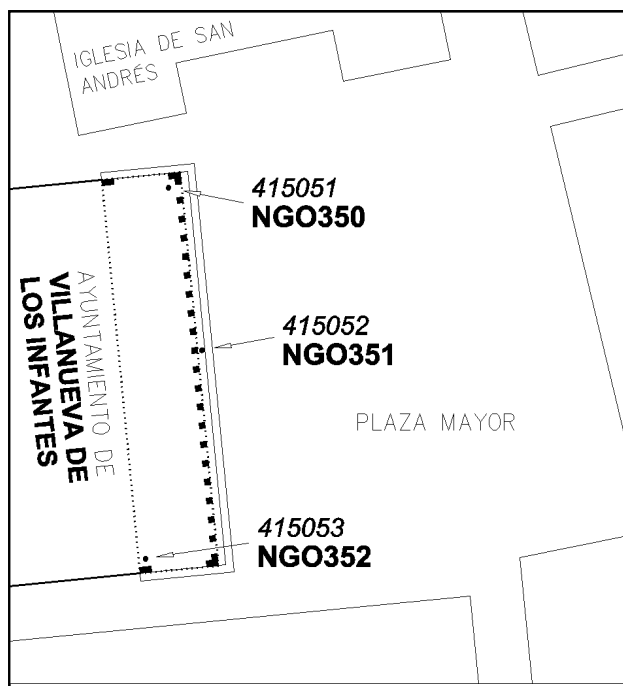 IGLESIA DE SAN
ANDRÉS
415051
NGO350
415052
NGO351
AYUNTAMIENTO DE
VILLANUEVA DE
LOS INFANTES
PLAZA MAYOR
415053
NGO352